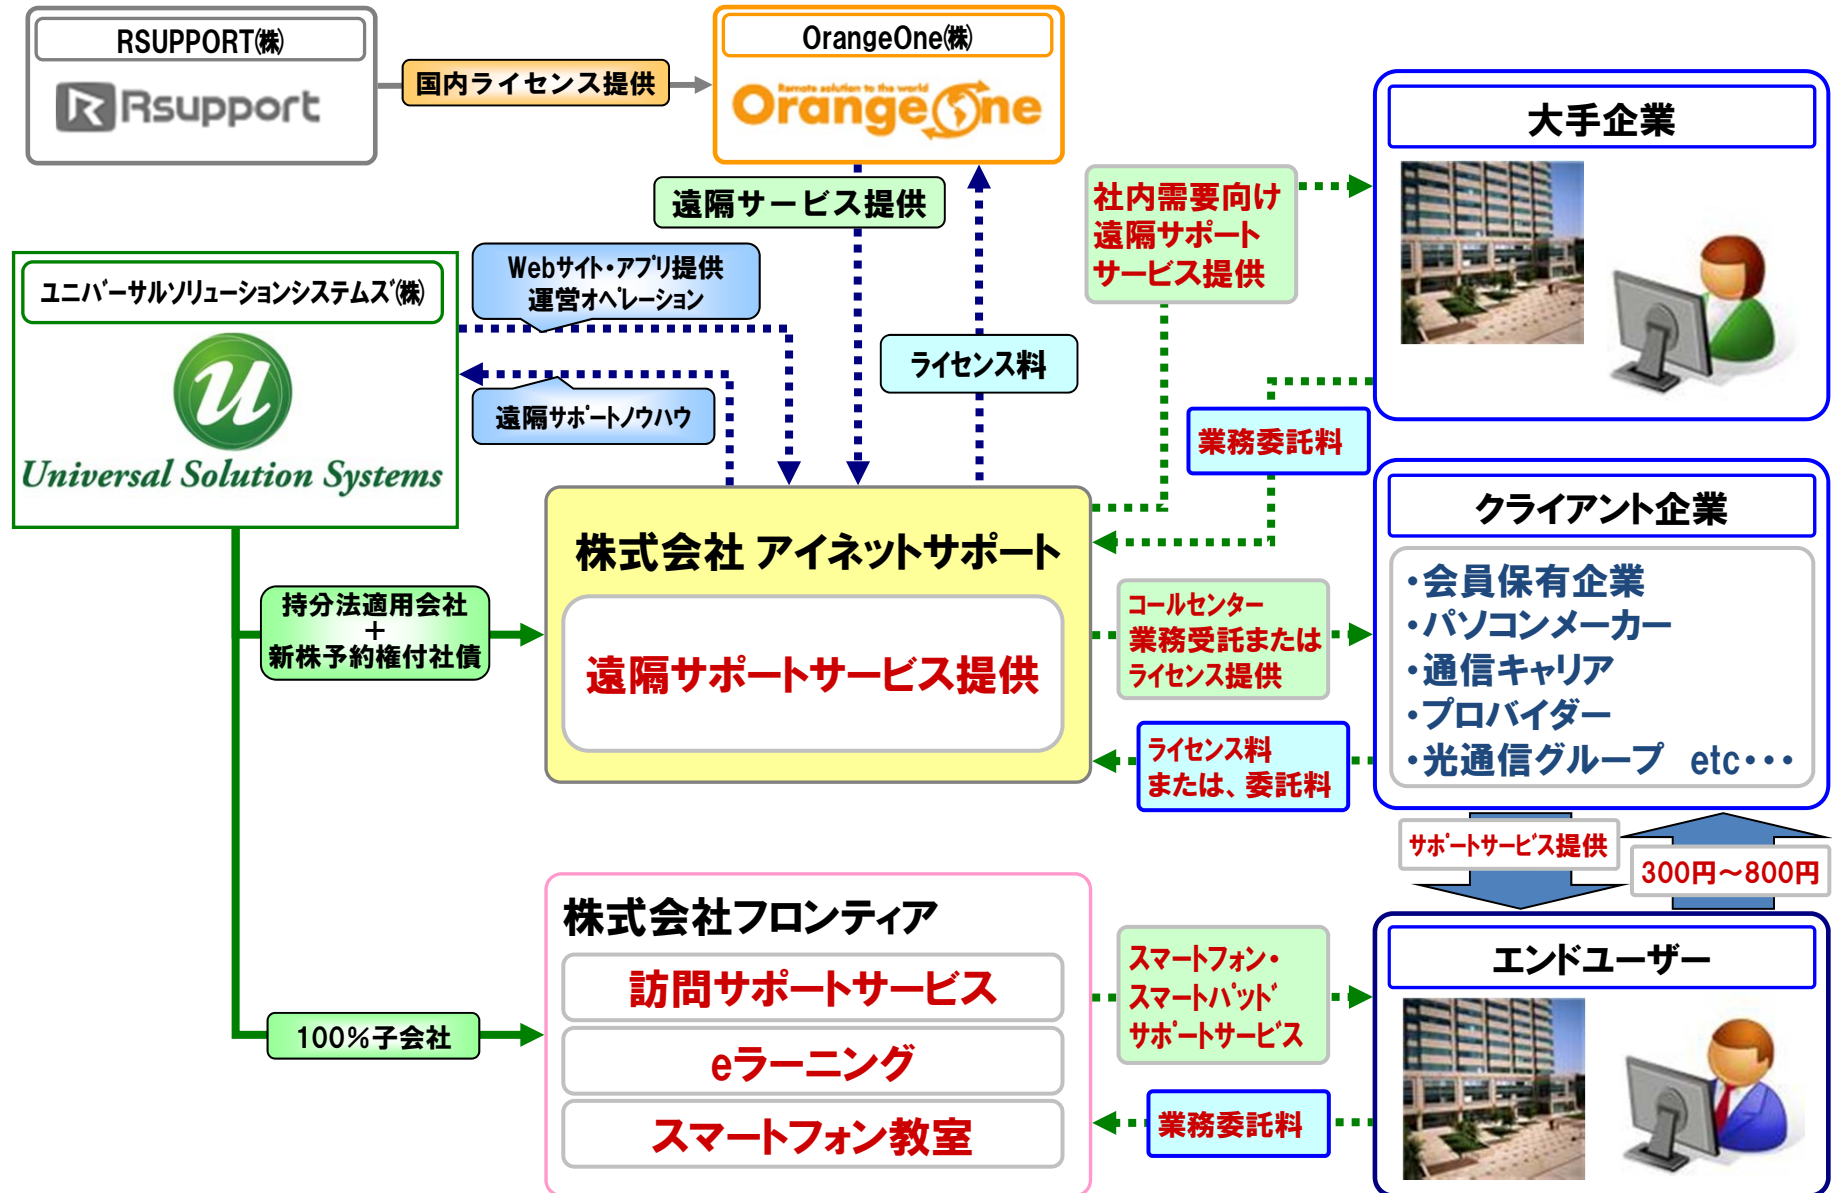 RSUPPORT㈱
Rsupport
国内ライセンス提供
OrangeOne㈱
Remote solution to the world
OrangeOne
遠隔サービス提供
ライセンス料
ユニバーサルソリューションシステムズ㈱
u
Universal Solution Systems
Webサイト・アプリ提供
運営オペレーション
遠隔サポートノウハウ
社内需要向け
遠隔サポート
サービス提供
大手企業
業務委託料
持分法適用会社
+
新株予約権付社債
株式会社 アイネットサポート
遠隔サポートサービス提供
コールセンター
業務受託または
ライセンス提供
ライセンス料
または、委託料
クライアント企業
・会員保有企業
・パソコンメーカー
・通信キャリア
・プロバイダー
・光通信グループ etc・・・
サポートサービス提供
300円～800円
100%子会社
株式会社フロンティア
訪問サポートサービス
eラーニング
スマートフォン教室
スマートフォン・
スマートパッド
サポートサービス
業務委託料
エンドユーザー